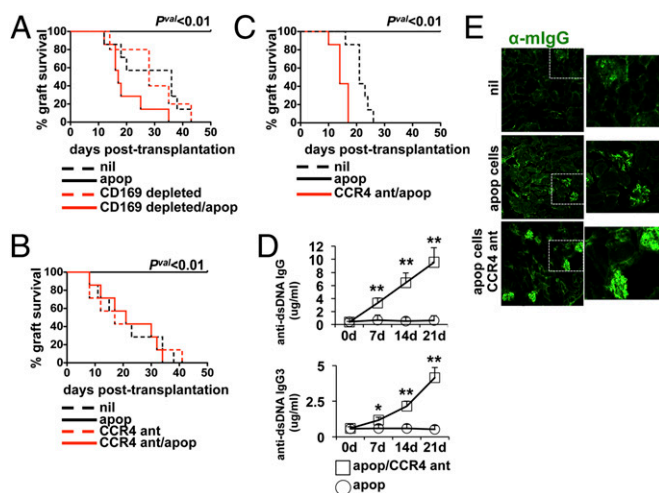 A
Pval<0.01
% graft survival
100
80
60
40
20
0
0 10 20 30 40 50
days post-transplantation
nil
apop
CD169 depleted
CD169 depleted/apop
B
Pval<0.01
% graft survival
100
80
60
40
20
0
0 10 20 30 40 50
days post-transplantation
nil
apop
CCR4 ant
CCR4 ant/apop
C
Pval<0.01
% graft survival
100
80
60
40
20
0
0 10 20 30 40 50
days post-transplantation
nil
apop
CCR4 ant/apop
D
anti-dsDNA IgG
(ug/ml)
12
10
8
6
4
2
0
** ** **
0d 7d 14d 21d
anti-dsDNA IgG3
(ug/ml)
5
2.5
0
* ** **
0d 7d 14d 21d
apop/CCR4 ant
apop
E
α-mIgG
nil
apop cells
apop cells
CCR4 ant